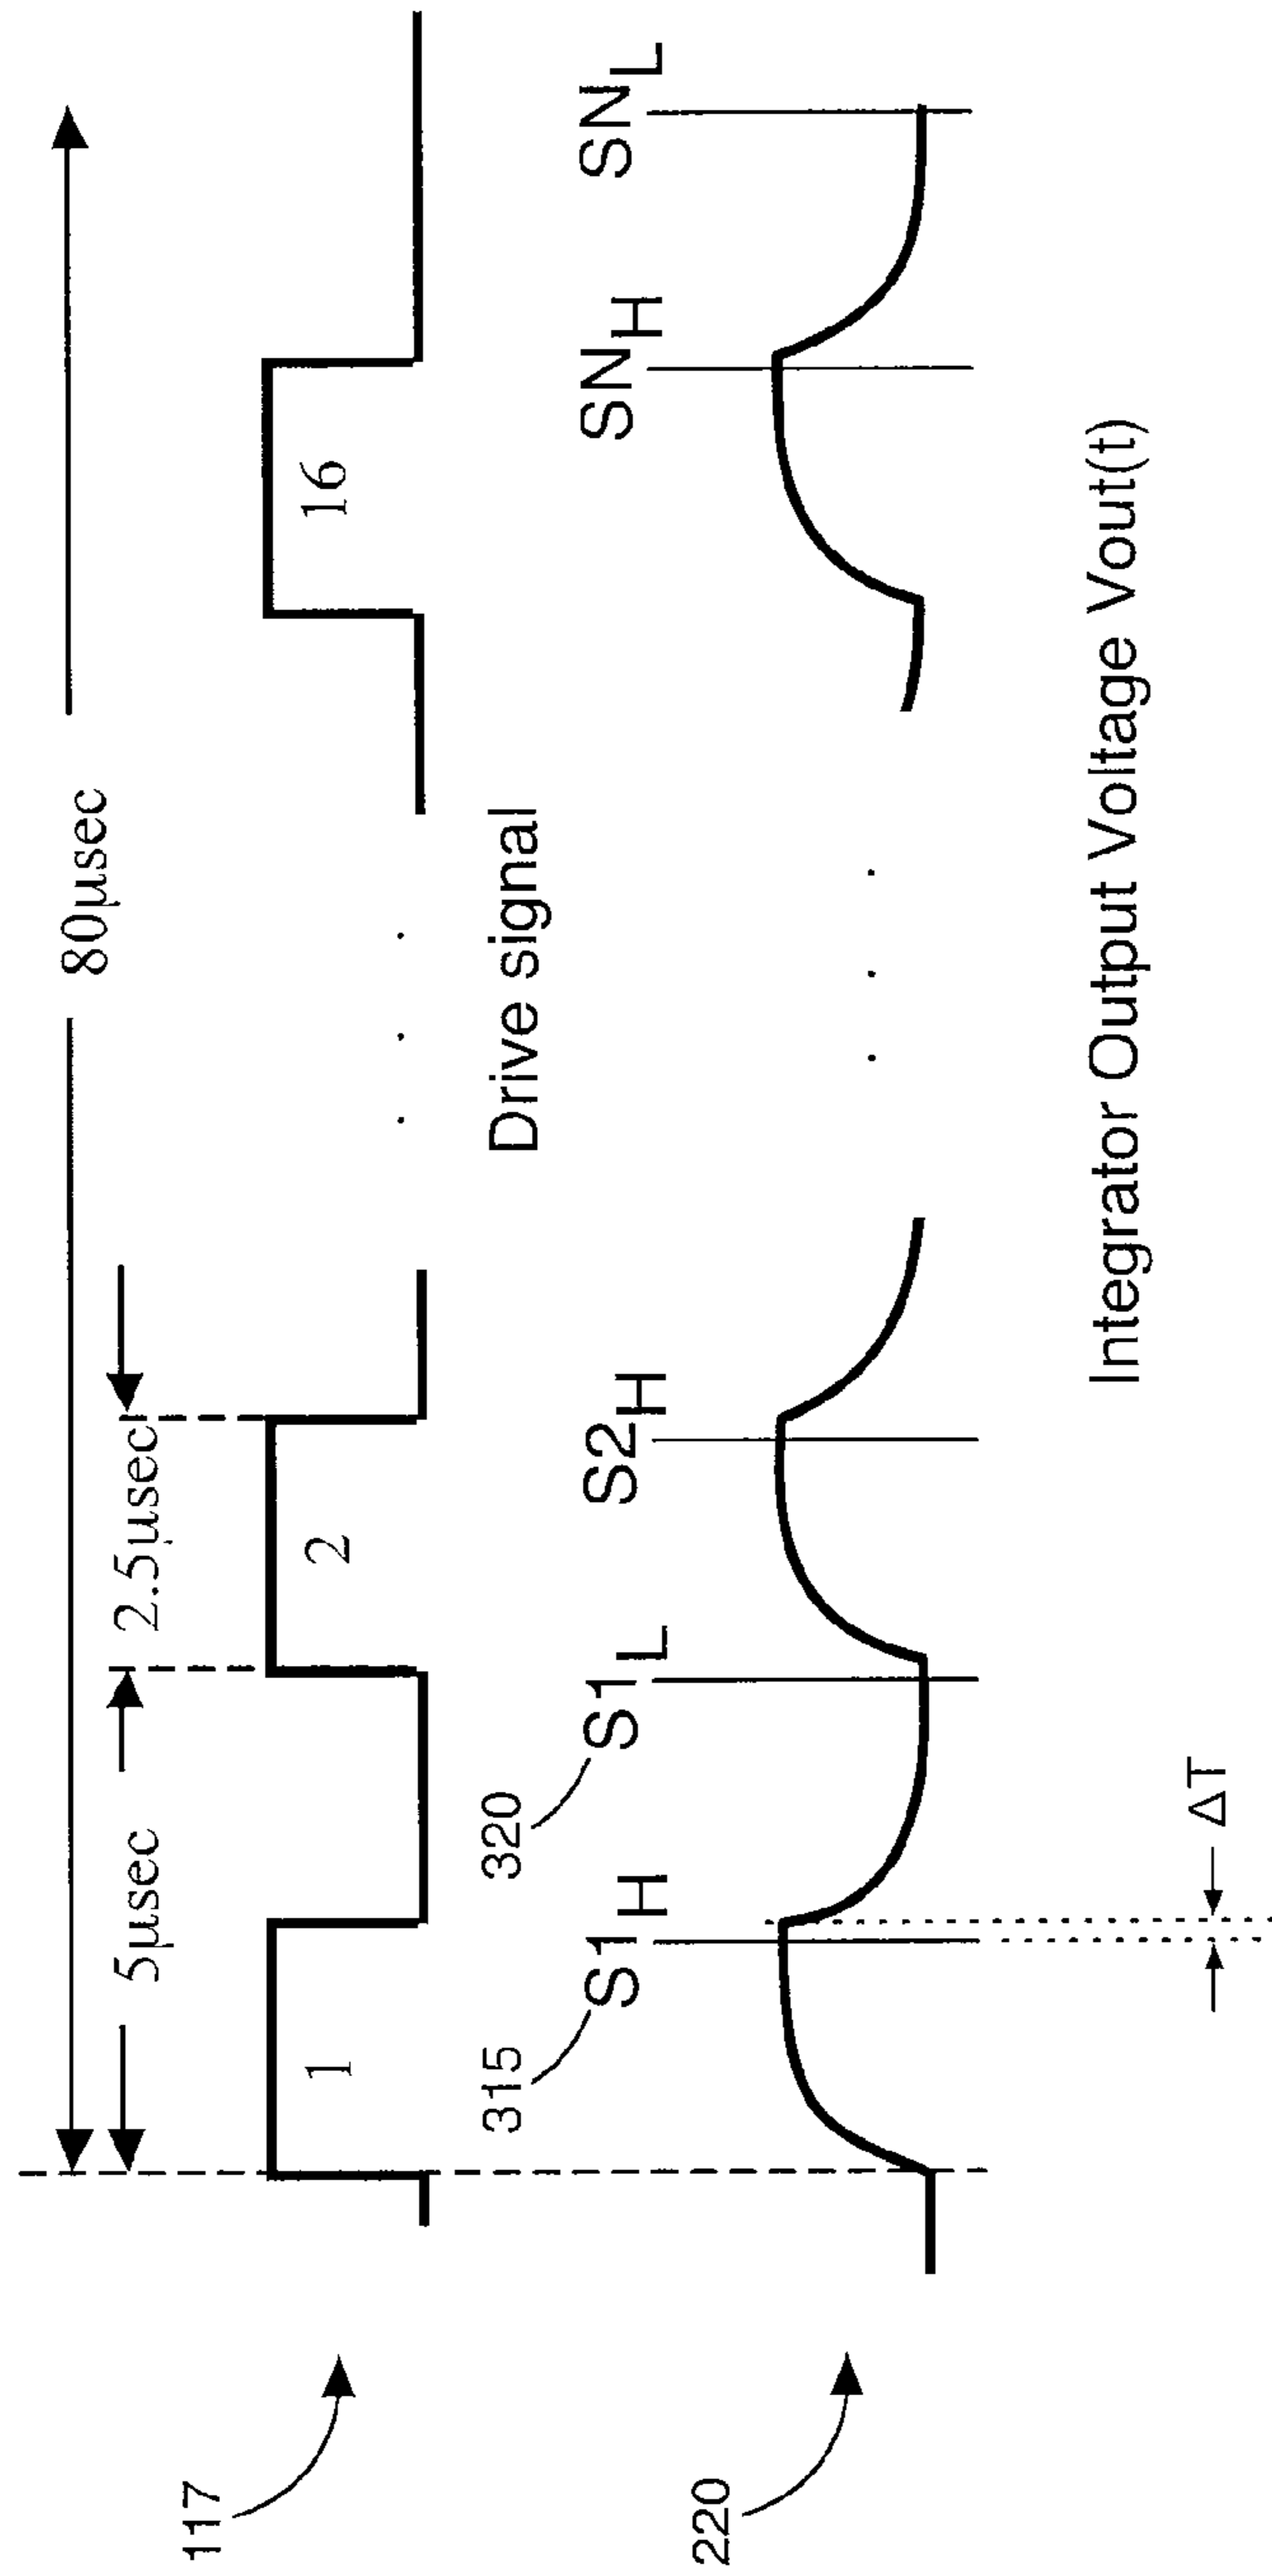 80μsec
5μsec 2.5μsec
117
1 2 16
Drive signal
315 320
S1H S1L S2H SNH SNL
220
ΔT
Integrator Output Voltage Vout(t)